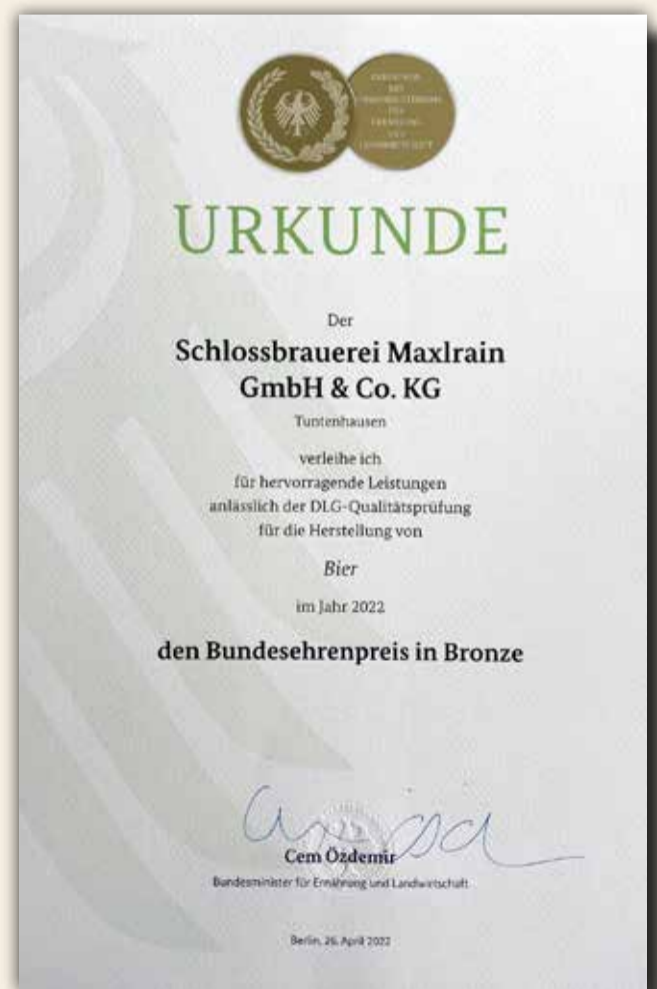 URKUNDE
Der
Schlossbrauerei Maxlrain
GmbH & Co. KG
Tuntenhausen
verleihe ich
für hervorragende Leistungen
anlässlich der DLG-Qualitätsprüfung
für die Herstellung von
Bier
im Jahr 2022
den Bundesehrenpreis in Bronze
Cem Özdemir
Bundesminister für Ernährung und Landwirtschaft
Berlin, 26. April 2022